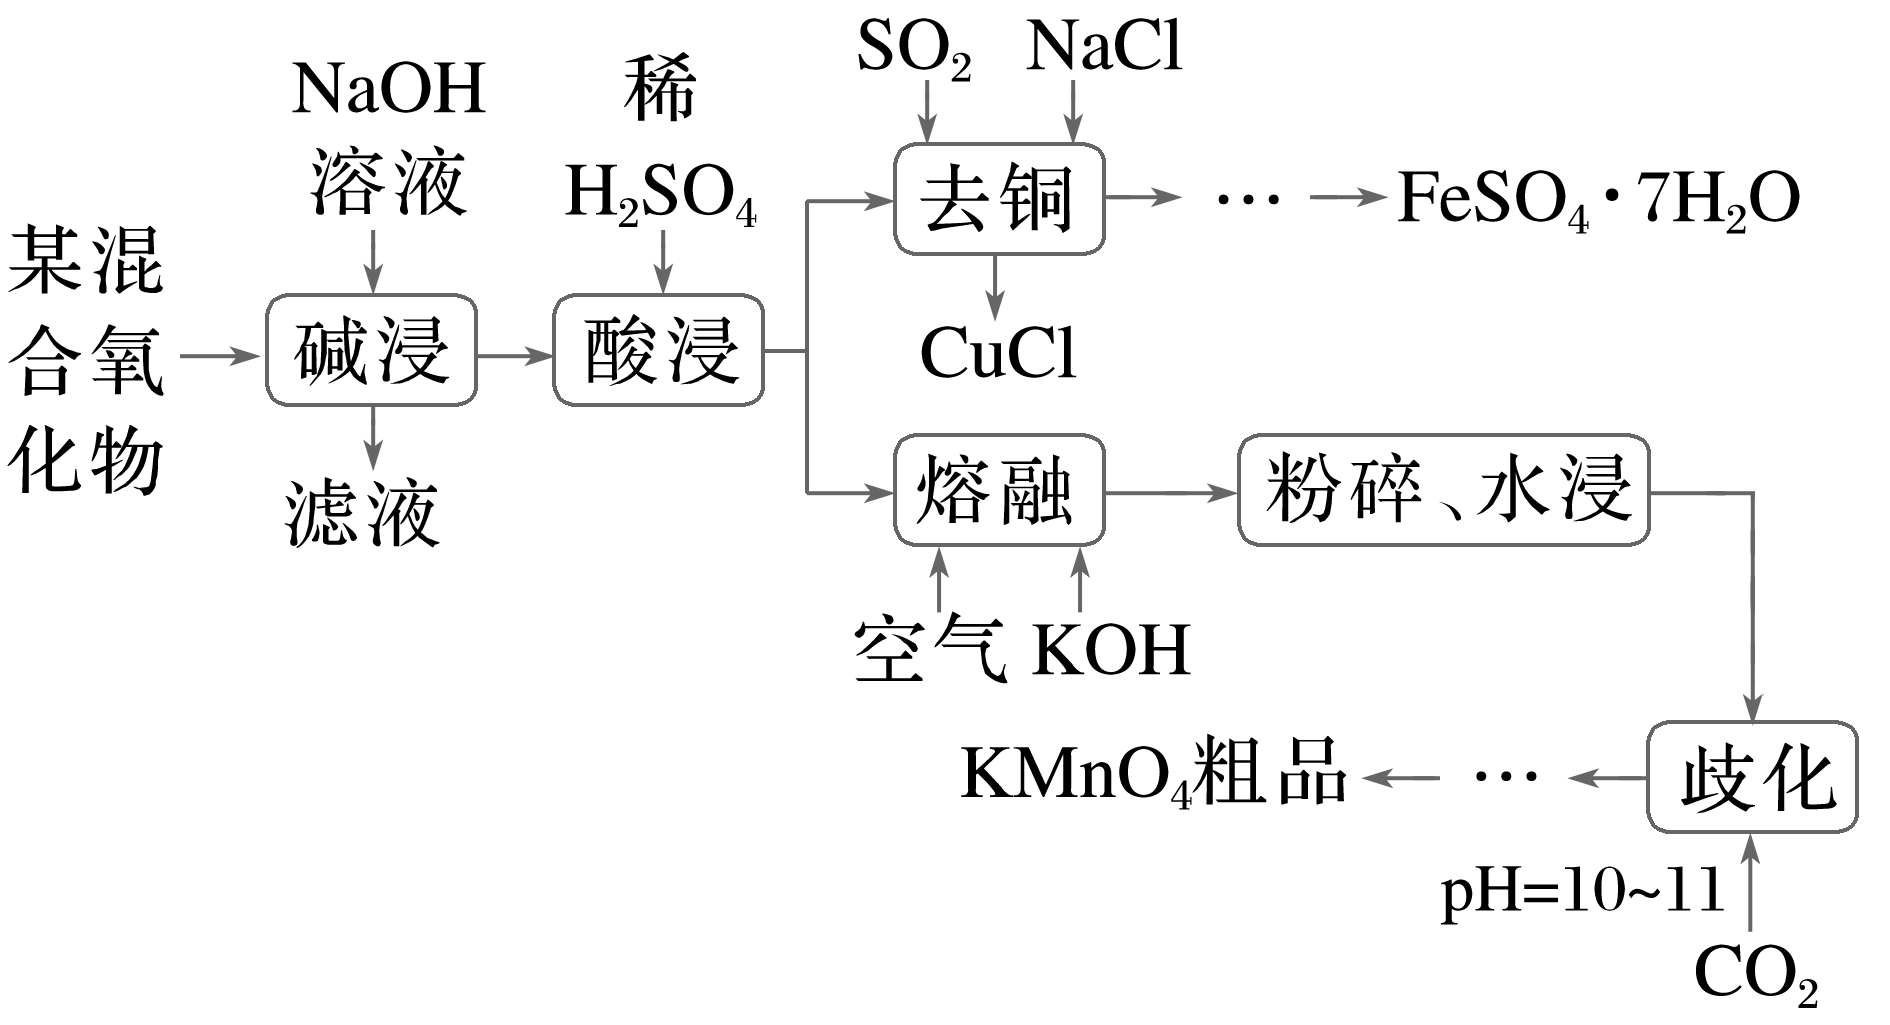 SO₂ NaCl
NaOH
溶液
稀
H₂SO₄
去铜
… FeSO₄·7H₂O
某混
合氧
化物
碱浸
酸浸
CuCl
滤液
熔融
粉碎、水浸
空气 KOH
KMnO₄粗品
…
歧化
pH=10~11
CO₂